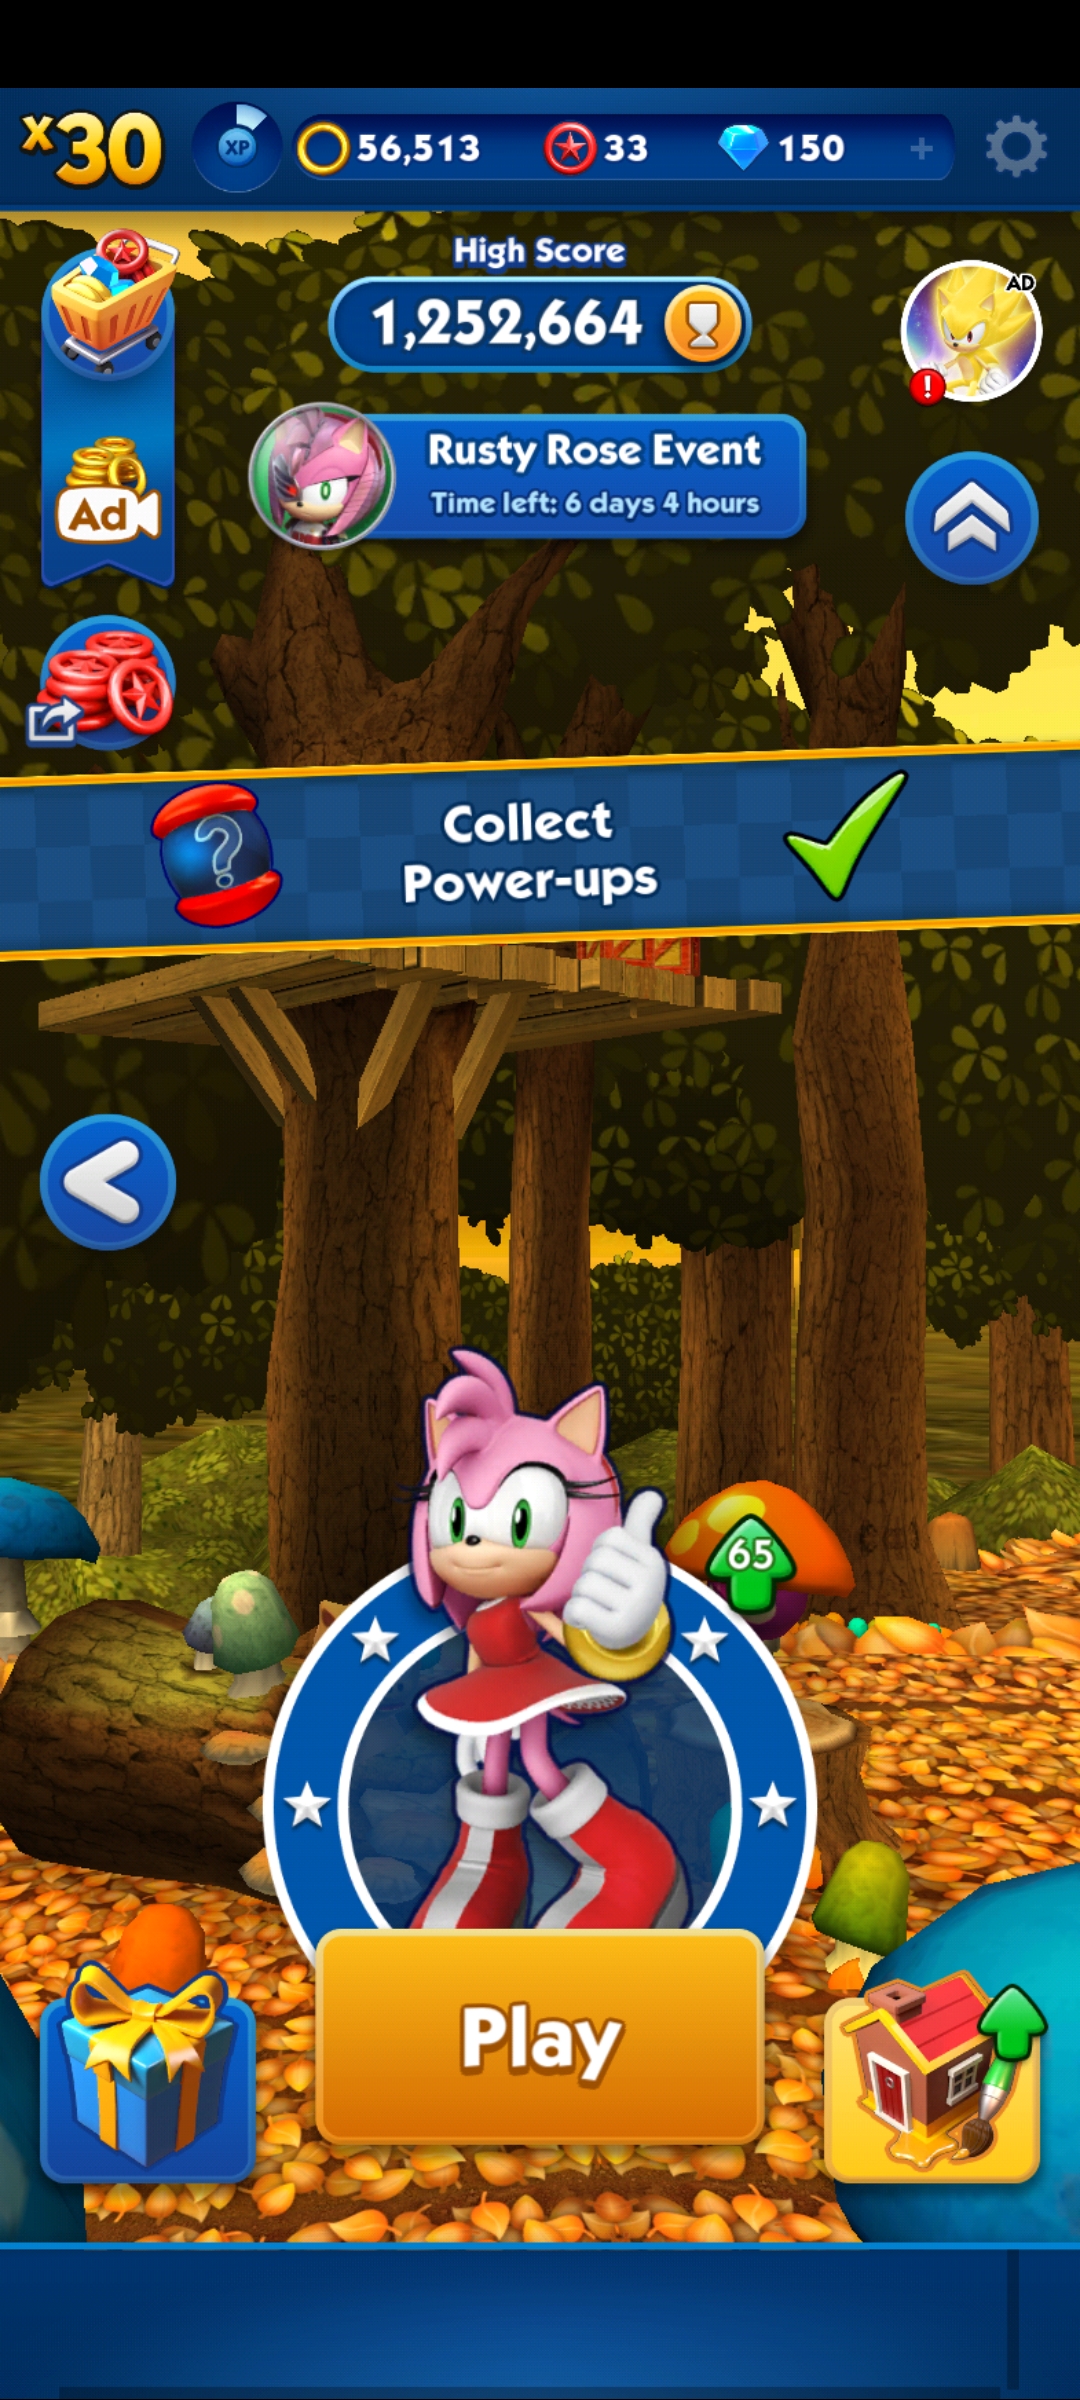 x30
XP
56,513
33
150
+
High Score
1,252,664
AD
!
Rusty Rose Event
Time left: 6 days 4 hours
Ad
?
Collect
Power-ups
65
Play